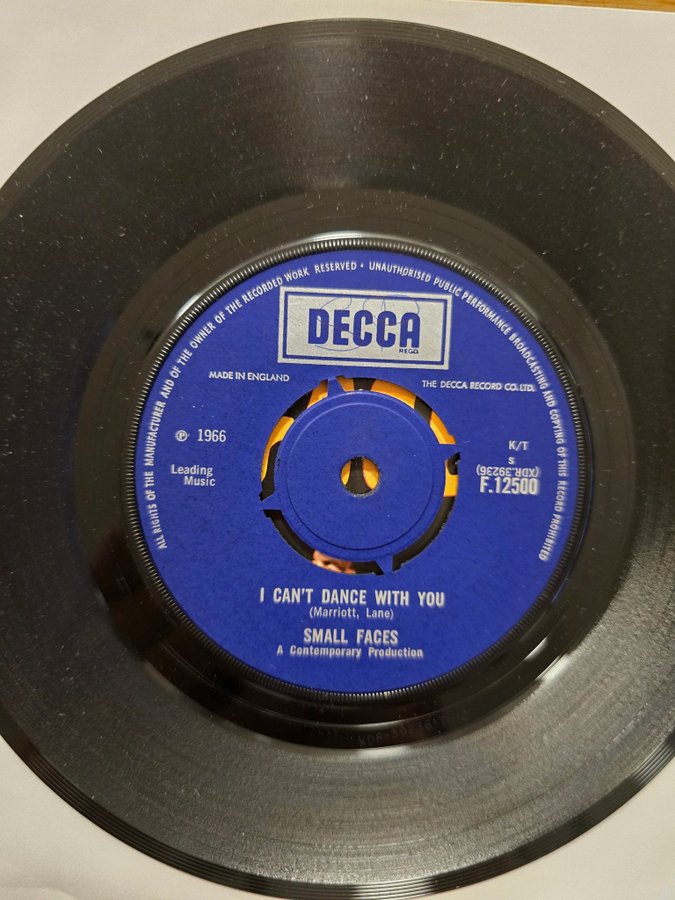 ALL RIGHTS OF THE MANUFACTURER AND OF THE OWNER OF THE RECORDED WORK RESERVED • UNAUTHORISED PUBLIC PERFORMANCE BROADCASTING AND COPYING OF THIS RECORD PROHIBITED
DECCA
REGD.
MADE IN ENGLAND
THE DECCA RECORD CO. LTD.
℗ 1966
K/T
S
Leading
Music
(XDR.39236)
F.12500
I CAN'T DANCE WITH YOU
(Marriott, Lane)
SMALL FACES
A Contemporary Production